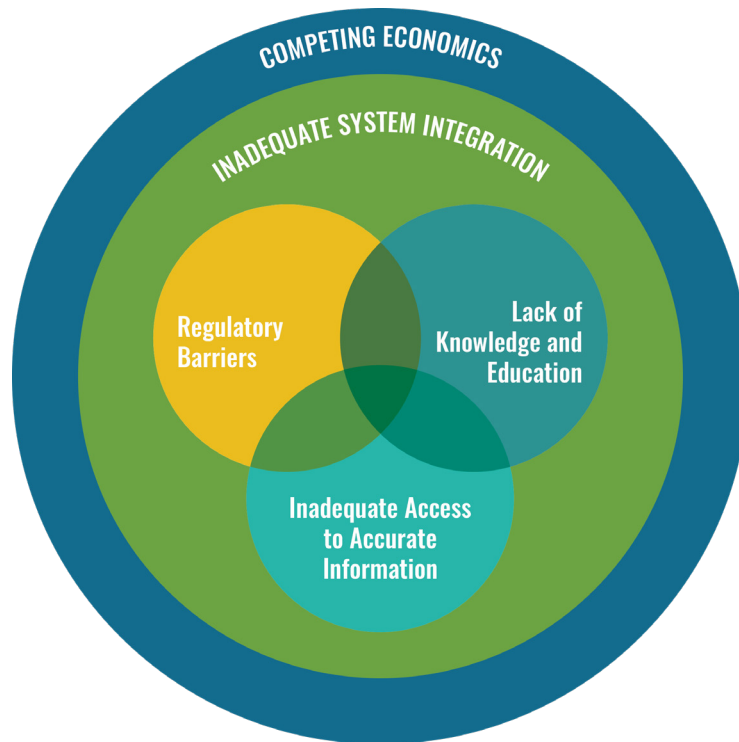 COMPETING ECONOMICS
INADEQUATE SYSTEM INTEGRATION
Regulatory
Barriers
Lack of
Knowledge and
Education
Inadequate Access
to Accurate
Information